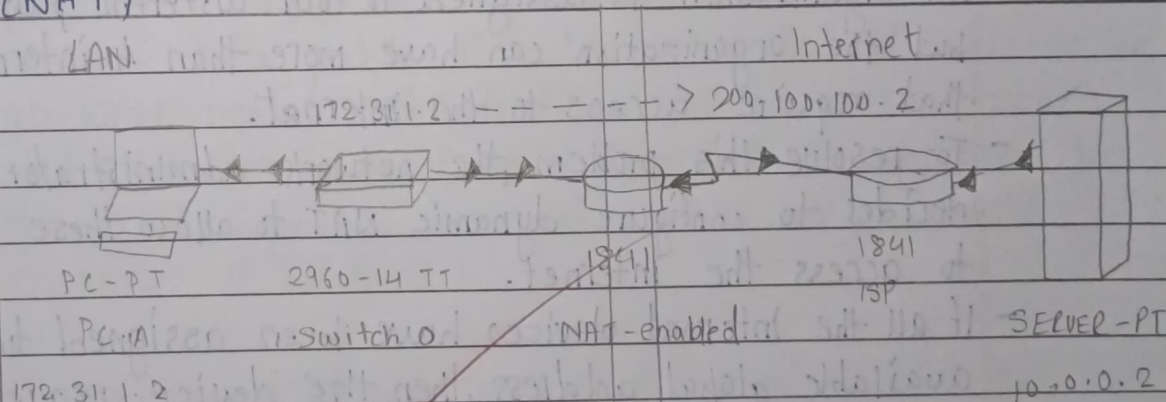 LAN. Internet.
172.31.1.2 - - - - - -> 200.100.100.2
1841 1841
PC-PT 2960-14 TT ISP
PC-A Switch 0 NAT-enabled. SERVER-PT
172.31.1.2 10.0.0.2